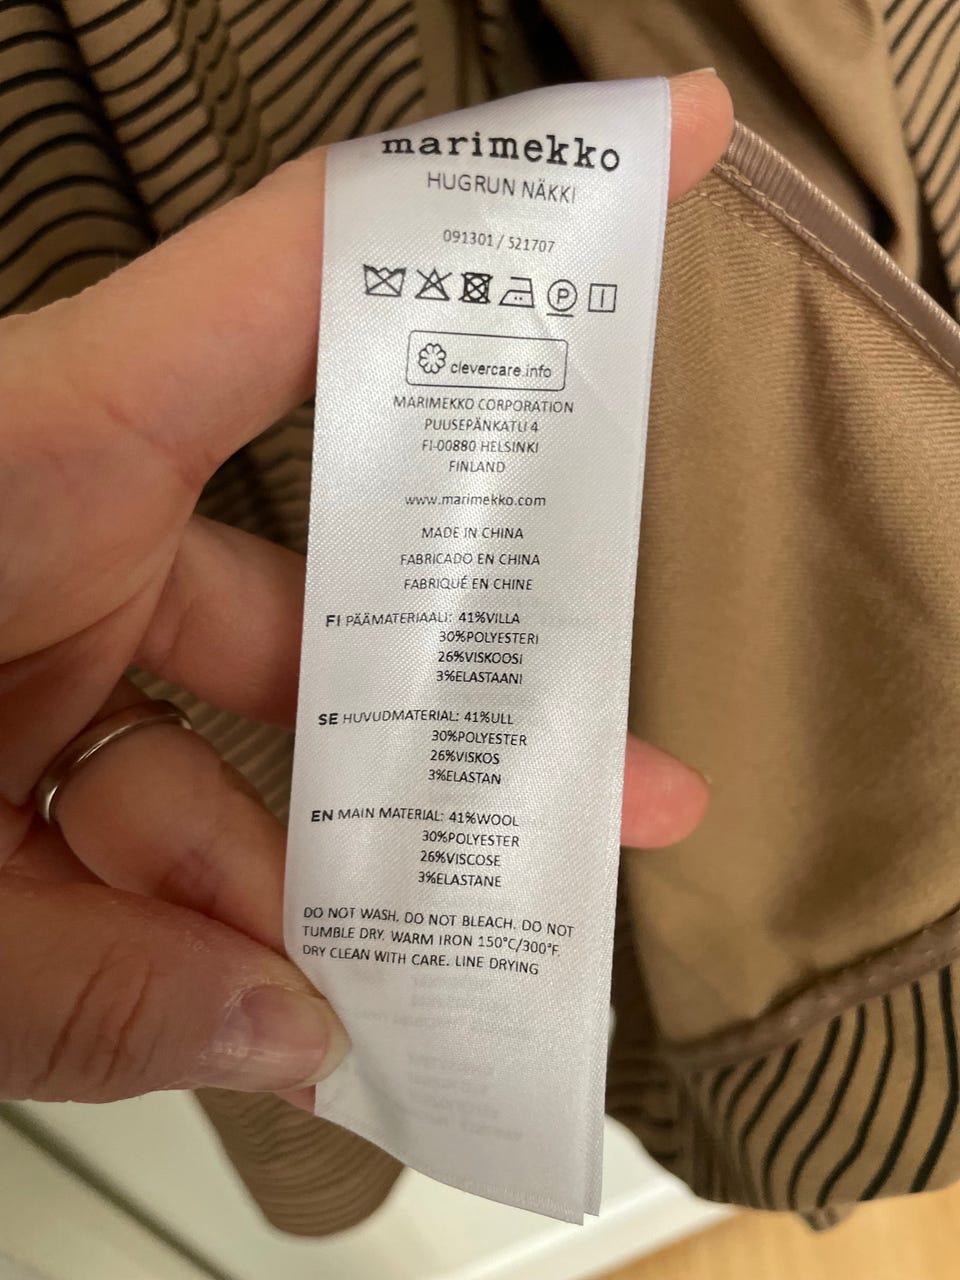 marimekko
HUGRUN NÄKKI
091301 / 521707
P
clevercare.info
MARIMEKKO CORPORATION
PUUSEPÄNKATU 4
FI-00880 HELSINKI
FINLAND
www.marimekko.com
MADE IN CHINA
FABRICADO EN CHINA
FABRIQUÉ EN CHINE
FI PÄÄMATERIAALI: 41%VILLA
30%POLYESTERI
26%VISKOOSI
3%ELASTAANI
SE HUVUDMATERIAL: 41%ULL
30%POLYESTER
26%VISKOS
3%ELASTAN
EN MAIN MATERIAL: 41%WOOL
30%POLYESTER
26%VISCOSE
3%ELASTANE
DO NOT WASH. DO NOT BLEACH. DO NOT
TUMBLE DRY. WARM IRON 150°C/300°F.
DRY CLEAN WITH CARE. LINE DRYING